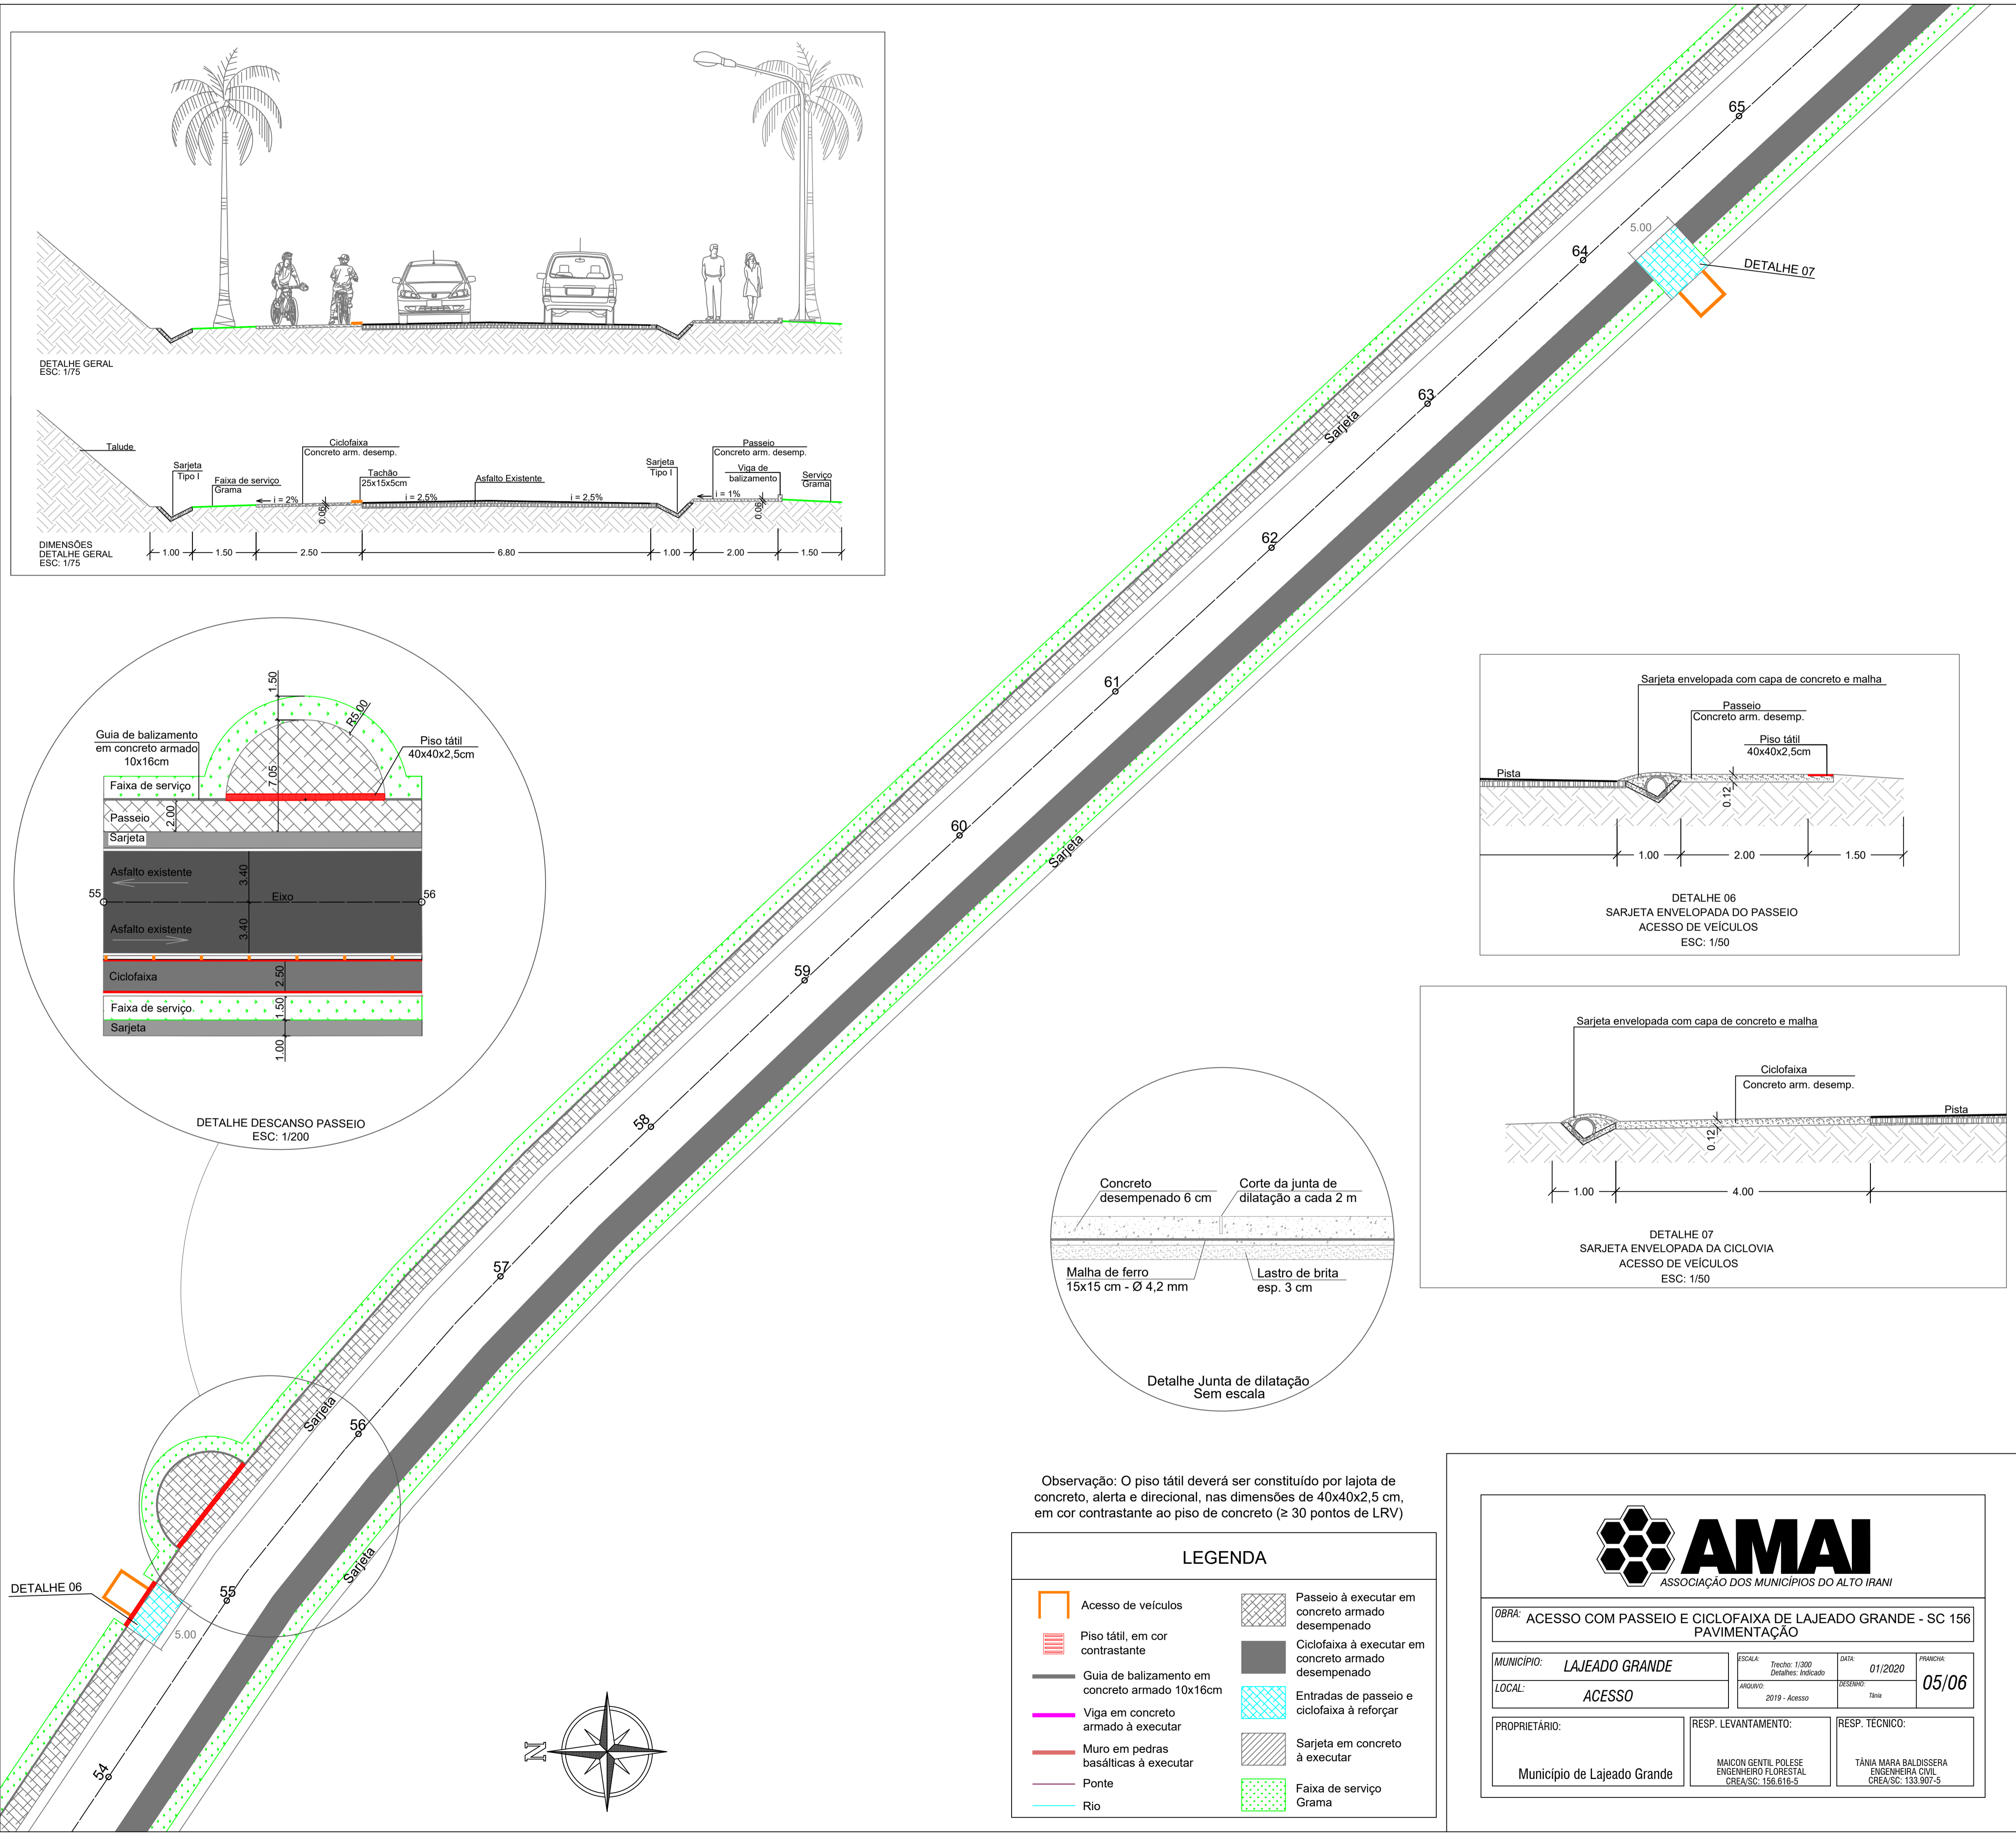 DETALHE GERAL
ESC: 1/75
Talude
Sarjeta
Tipo I
Faixa de serviço
Grama
Ciclofaixa
Concreto arm. desemp.
Tachão
25x15x5cm
Asfalto Existente
Sarjeta
Tipo I
Passeio
Concreto arm. desemp.
Viga de
balizamento
Serviço
Grama
i = 2%
0.06
i = 2,5%
i = 2,5%
i = 1%
0.06
DIMENSÕES
DETALHE GERAL
ESC: 1/75
1.00
1.50
2.50
6.80
1.00
2.00
1.50
65
64
63
62
61
60
59
58
57
56
55
54
5.00
DETALHE 07
Sarjeta
Sarjeta
Sarjeta
Sarjeta
DETALHE 06
5.00
1.50
R5.00
Guia de balizamento
em concreto armado
10x16cm
Piso tátil
40x40x2,5cm
7.05
Faixa de serviço
Passeio
2.00
Sarjeta
Asfalto existente
3.40
55
Eixo
56
Asfalto existente
3.40
Ciclofaixa
2.50
Faixa de serviço
1.50
Sarjeta
1.00
DETALHE DESCANSO PASSEIO
ESC: 1/200
Sarjeta envelopada com capa de concreto e malha
Passeio
Concreto arm. desemp.
Piso tátil
40x40x2,5cm
Pista
0.12
1.00
2.00
1.50
DETALHE 06
SARJETA ENVELOPADA DO PASSEIO
ACESSO DE VEÍCULOS
ESC: 1/50
Sarjeta envelopada com capa de concreto e malha
Ciclofaixa
Concreto arm. desemp.
Pista
0.12
1.00
4.00
DETALHE 07
SARJETA ENVELOPADA DA CICLOVIA
ACESSO DE VEÍCULOS
ESC: 1/50
Concreto
desempenado 6 cm
Corte da junta de
dilatação a cada 2 m
Malha de ferro
15x15 cm - Ø 4,2 mm
Lastro de brita
esp. 3 cm
Detalhe Junta de dilatação
Sem escala
Observação: O piso tátil deverá ser constituído por lajota de
concreto, alerta e direcional, nas dimensões de 40x40x2,5 cm,
em cor contrastante ao piso de concreto (≥ 30 pontos de LRV)
LEGENDA
Acesso de veículos
Piso tátil, em cor
contrastante
Guia de balizamento em
concreto armado 10x16cm
Viga em concreto
armado à executar
Muro em pedras
basálticas à executar
Ponte
Rio
Passeio à executar em
concreto armado
desempenado
Ciclofaixa à executar em
concreto armado
desempenado
Entradas de passeio e
ciclofaixa à reforçar
Sarjeta em concreto
à executar
Faixa de serviço
Grama
N
AMAI
ASSOCIAÇÃO DOS MUNICÍPIOS DO ALTO IRANI
OBRA: ACESSO COM PASSEIO E CICLOFAIXA DE LAJEADO GRANDE - SC 156
PAVIMENTAÇÃO
MUNICÍPIO: LAJEADO GRANDE
LOCAL: ACESSO
ESCALA:
Trecho: 1/300
Detalhes: Indicado
DATA:
01/2020
PRANCHA:
05/06
ARQUIVO:
2019 - Acesso
DESENHO:
Tânia
PROPRIETÁRIO:
Município de Lajeado Grande
RESP. LEVANTAMENTO:
MAICON GENTIL POLESE
ENGENHEIRO FLORESTAL
CREA/SC: 156.616-5
RESP. TÉCNICO:
TÂNIA MARA BALDISSERA
ENGENHEIRA CIVIL
CREA/SC: 133.907-5